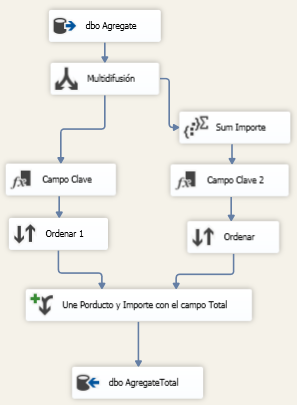 dbo Agregate
Multidifusión
Sum Importe
Campo Clave
Campo Clave 2
Ordenar 1
Ordenar
Une Porducto y Importe con el campo Total
dbo AgregateTotal